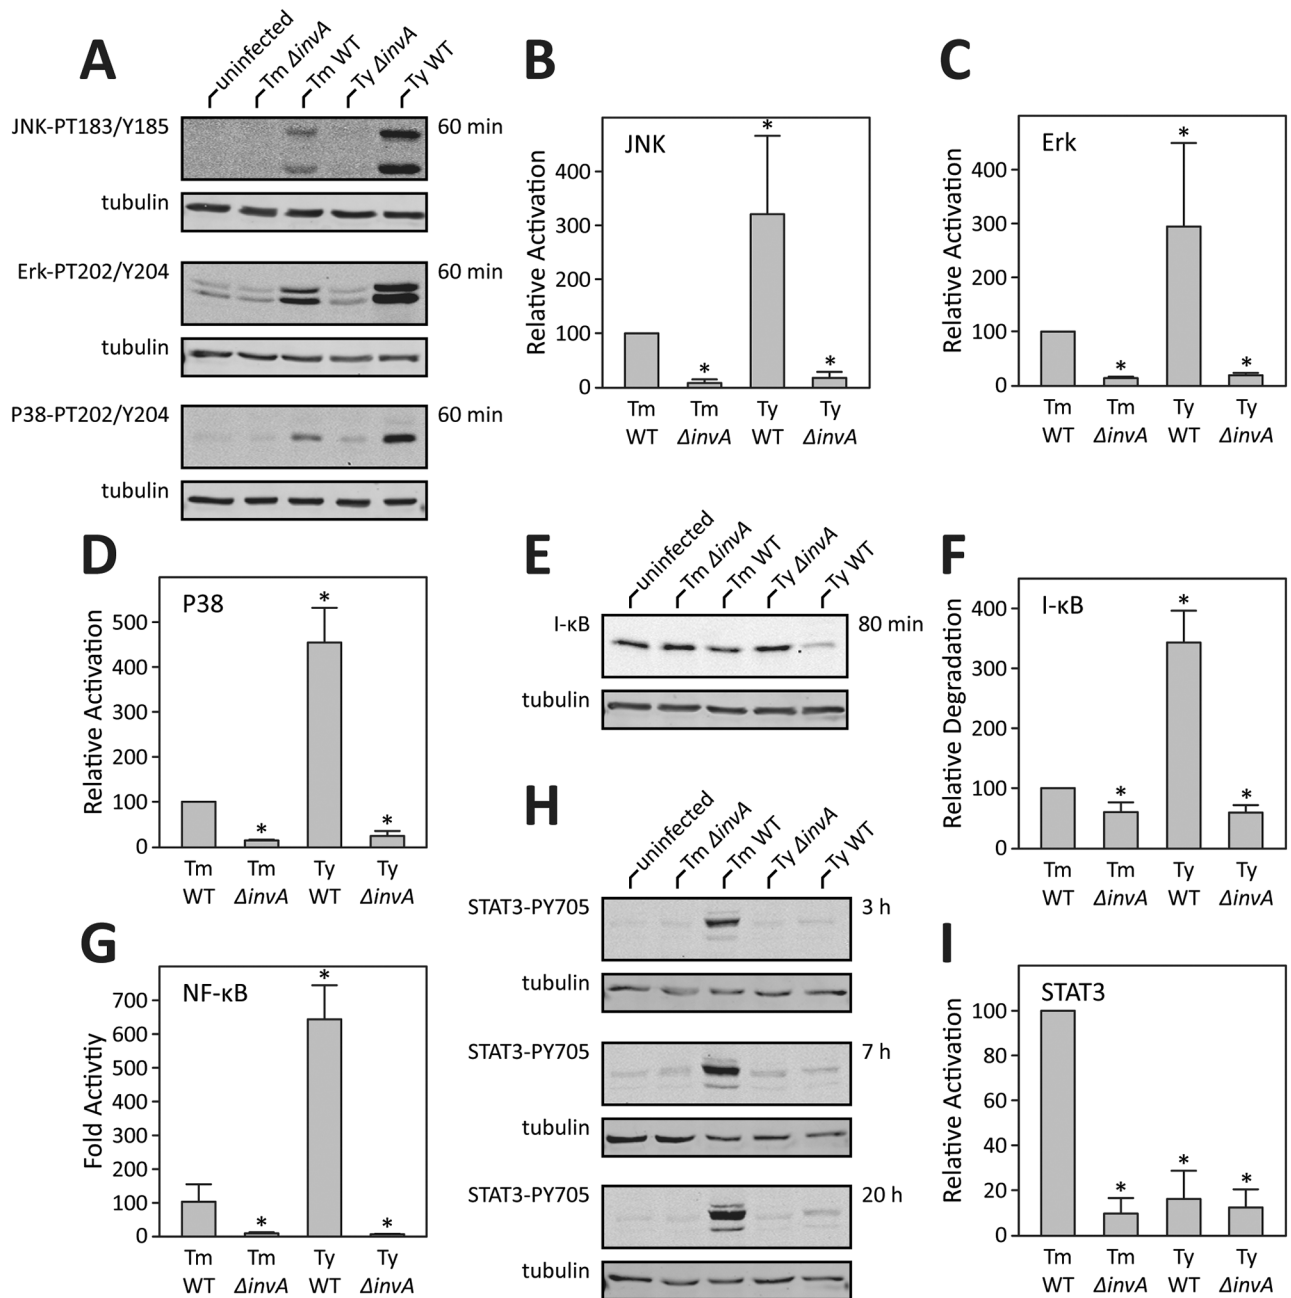 A
uninfected
Tm ΔinvA
Tm WT
Ty ΔinvA
Ty WT
JNK-PT183/Y185
60 min
tubulin
Erk-PT202/Y204
60 min
tubulin
P38-PT202/Y204
60 min
tubulin
B
JNK
Relative Activation
400
300
200
100
0
*
*
*
Tm Tm Ty Ty
WT ΔinvA WT ΔinvA
C
Erk
Relative Activation
400
300
200
100
0
*
*
*
Tm Tm Ty Ty
WT ΔinvA WT ΔinvA
D
P38
Relative Activation
500
400
300
200
100
0
*
*
*
Tm Tm Ty Ty
WT ΔinvA WT ΔinvA
E
uninfected
Tm ΔinvA
Tm WT
Ty ΔinvA
Ty WT
I-κB
80 min
tubulin
F
I-κB
Relative Degradation
400
300
200
100
0
*
*
*
Tm Tm Ty Ty
WT ΔinvA WT ΔinvA
G
NF-κB
Fold Activtiy
700
600
500
400
300
200
100
0
*
*
*
Tm Tm Ty Ty
WT ΔinvA WT ΔinvA
H
uninfected
Tm ΔinvA
Tm WT
Ty ΔinvA
Ty WT
STAT3-PY705
3 h
tubulin
STAT3-PY705
7 h
tubulin
STAT3-PY705
20 h
tubulin
I
STAT3
Relative Activation
100
80
60
40
20
0
*
*
*
Tm Tm Ty Ty
WT ΔinvA WT ΔinvA